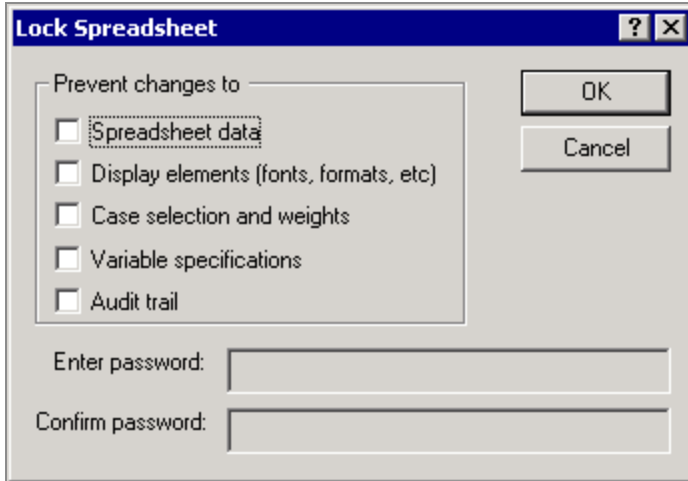 Lock Spreadsheet
Prevent changes to
Spreadsheet data
Display elements (fonts, formats, etc)
Case selection and weights
Variable specifications
Audit trail
OK
Cancel
Enter password:
Confirm password: